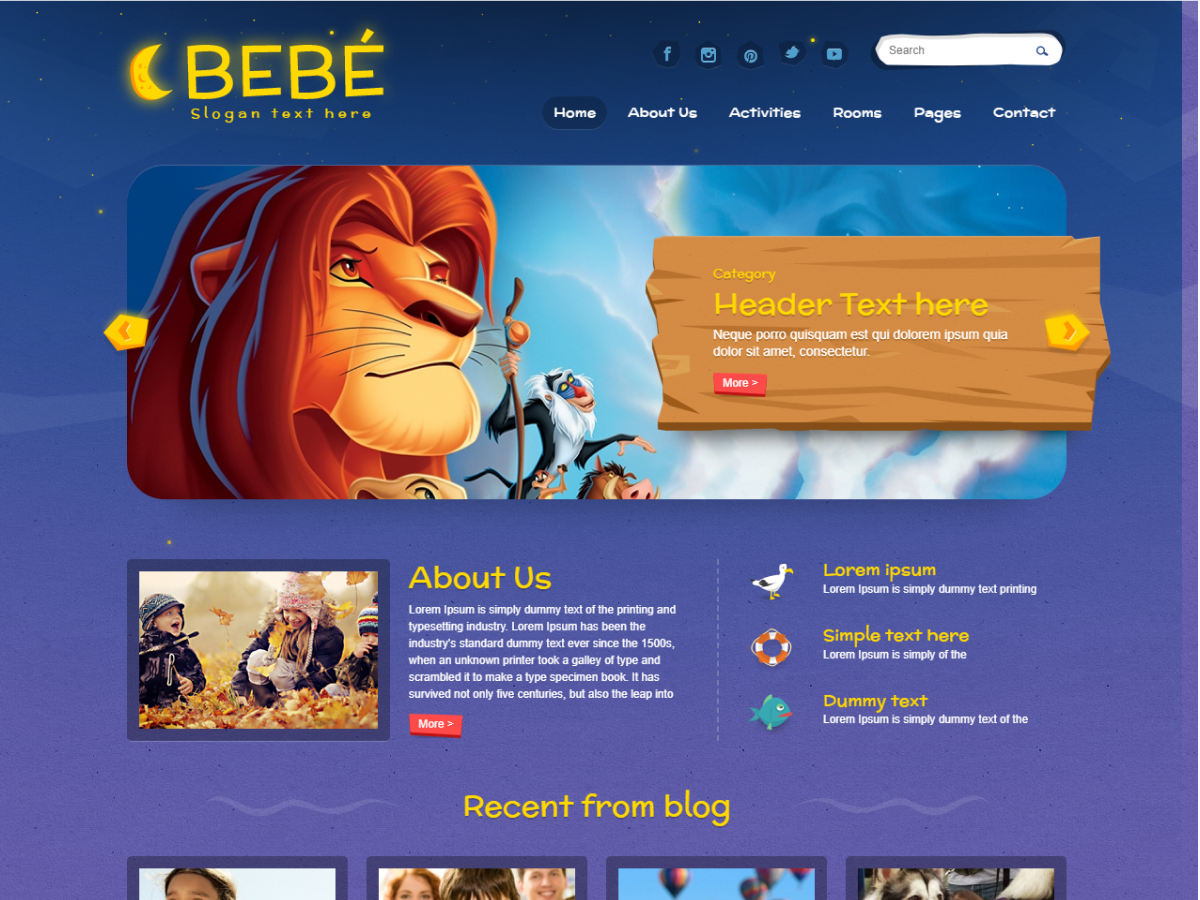 BEBÉ
Slogan text here
Search
Home About Us Activities Rooms Pages Contact
Category
Header Text here
Neque porro quisquam est qui dolorem ipsum quia
dolor sit amet, consectetur.
More >
About Us
Lorem Ipsum is simply dummy text of the printing and
typesetting industry. Lorem Ipsum has been the
industry's standard dummy text ever since the 1500s,
when an unknown printer took a galley of type and
scrambled it to make a type specimen book. It has
survived not only five centuries, but also the leap into
More >
Lorem ipsum
Lorem Ipsum is simply dummy text printing
Simple text here
Lorem Ipsum is simply of the
Dummy text
Lorem Ipsum is simply dummy text of the
Recent from blog